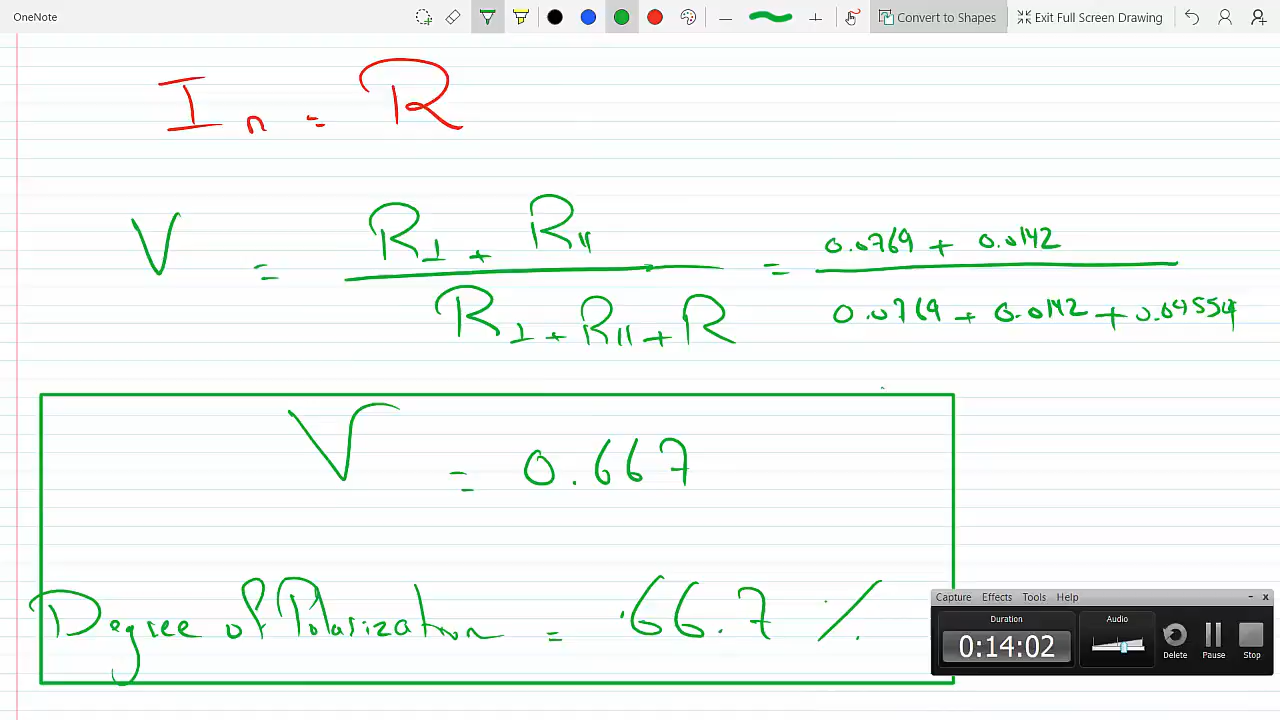 OneNote
Convert to Shapes
Exit Full Screen Drawing
I n = R
V = R⊥ + R∥ / R⊥ + R∥ + R = 0.0769 + 0.0142 / 0.0769 + 0.0142 + 0.04554
V = 0.667
Degree of Polarization = 66.7 %
Capture Effects Tools Help
Duration Audio
0:14:02
Delete Pause Stop